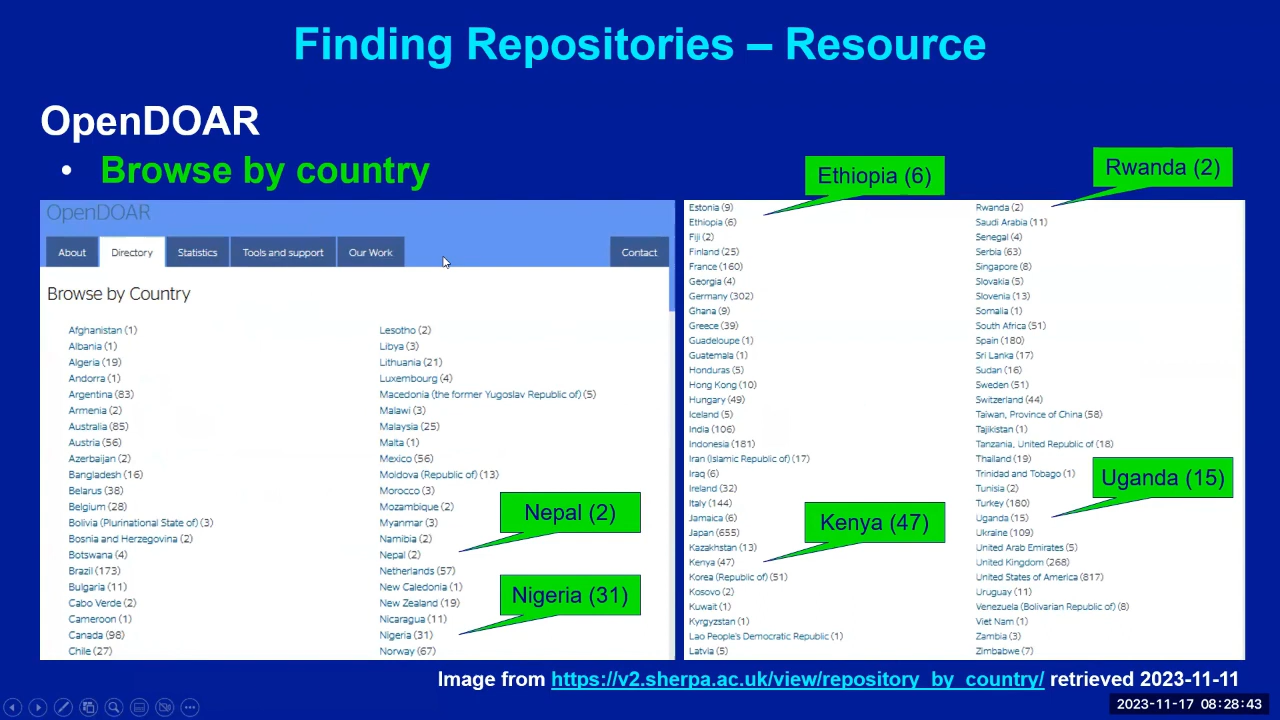 Finding Repositories – Resource
OpenDOAR
• Browse by country
OpenDOAR
About
Directory
Statistics
Tools and support
Our Work
Contact
Browse by Country
Afghanistan (1)
Albania (1)
Algeria (19)
Andorra (1)
Argentina (83)
Armenia (2)
Australia (85)
Austria (56)
Azerbaijan (2)
Bangladesh (16)
Belarus (38)
Belgium (28)
Bolivia (Plurinational State of) (3)
Bosnia and Herzegovina (2)
Botswana (4)
Brazil (173)
Bulgaria (11)
Cabo Verde (2)
Cameroon (1)
Canada (98)
Chile (27)
Lesotho (2)
Libya (3)
Lithuania (21)
Luxembourg (4)
Macedonia (the former Yugoslav Republic of) (5)
Malawi (3)
Malaysia (25)
Malta (1)
Mexico (56)
Moldova (Republic of) (13)
Morocco (3)
Mozambique (2)
Myanmar (3)
Namibia (2)
Nepal (2)
Netherlands (57)
New Caledonia (1)
New Zealand (19)
Nicaragua (11)
Nigeria (31)
Norway (67)
Nepal (2)
Nigeria (31)
Estonia (9)
Ethiopia (6)
Fiji (2)
Finland (25)
France (160)
Georgia (4)
Germany (302)
Ghana (9)
Greece (39)
Guadeloupe (1)
Guatemala (1)
Honduras (5)
Hong Kong (10)
Hungary (49)
Iceland (5)
India (106)
Indonesia (181)
Iran (Islamic Republic of) (17)
Iraq (6)
Ireland (32)
Italy (144)
Jamaica (6)
Japan (655)
Kazakhstan (13)
Kenya (47)
Korea (Republic of) (51)
Kosovo (2)
Kuwait (1)
Kyrgyzstan (1)
Lao People's Democratic Republic (1)
Latvia (5)
Ethiopia (6)
Kenya (47)
Rwanda (2)
Saudi Arabia (11)
Senegal (4)
Serbia (63)
Singapore (8)
Slovakia (5)
Slovenia (13)
Somalia (1)
South Africa (51)
Spain (180)
Sri Lanka (17)
Sudan (16)
Sweden (51)
Switzerland (44)
Taiwan, Province of China (58)
Tajikistan (1)
Tanzania, United Republic of (18)
Thailand (19)
Trinidad and Tobago (1)
Tunisia (2)
Turkey (180)
Uganda (15)
Ukraine (109)
United Arab Emirates (5)
United Kingdom (268)
United States of America (817)
Uruguay (11)
Venezuela (Bolivarian Republic of) (8)
Viet Nam (1)
Zambia (3)
Zimbabwe (7)
Rwanda (2)
Uganda (15)
Image from https://v2.sherpa.ac.uk/view/repository_by_country/ retrieved 2023-11-11
2023-11-17 08:28:43